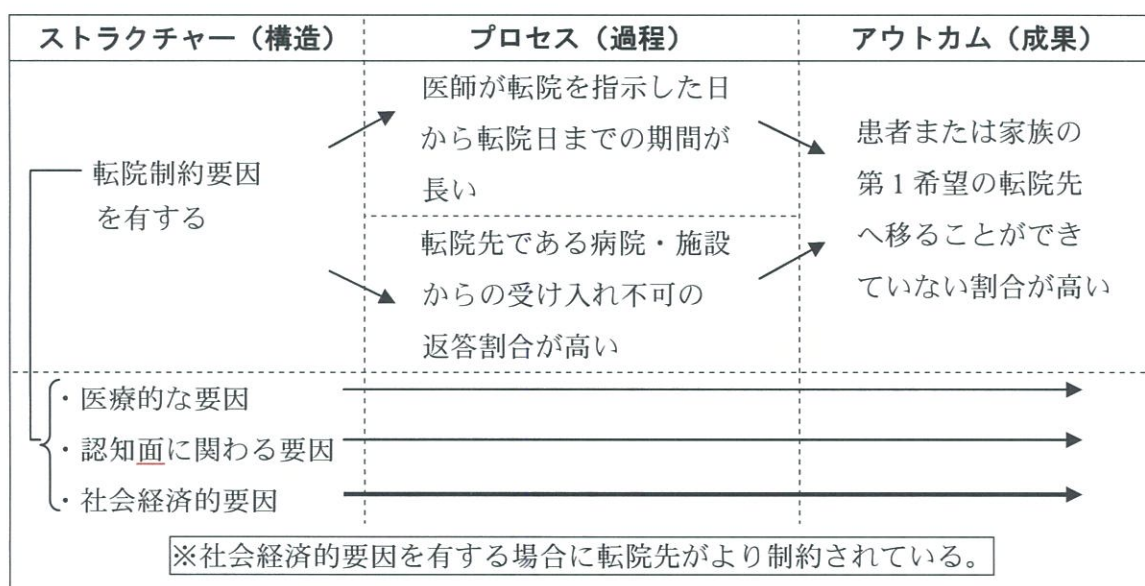 ストラクチャー（構造）
プロセス（過程）
アウトカム（成果）
転院制約要因
を有する
医師が転院を指示した日
から転院日までの期間が
長い
転院先である病院・施設
からの受け入れ不可の
返答割合が高い
患者または家族の
第１希望の転院先
へ移ることができ
ていない割合が高い
・医療的な要因
・認知面に関わる要因
・社会経済的要因
※社会経済的要因を有する場合に転院先がより制約されている。